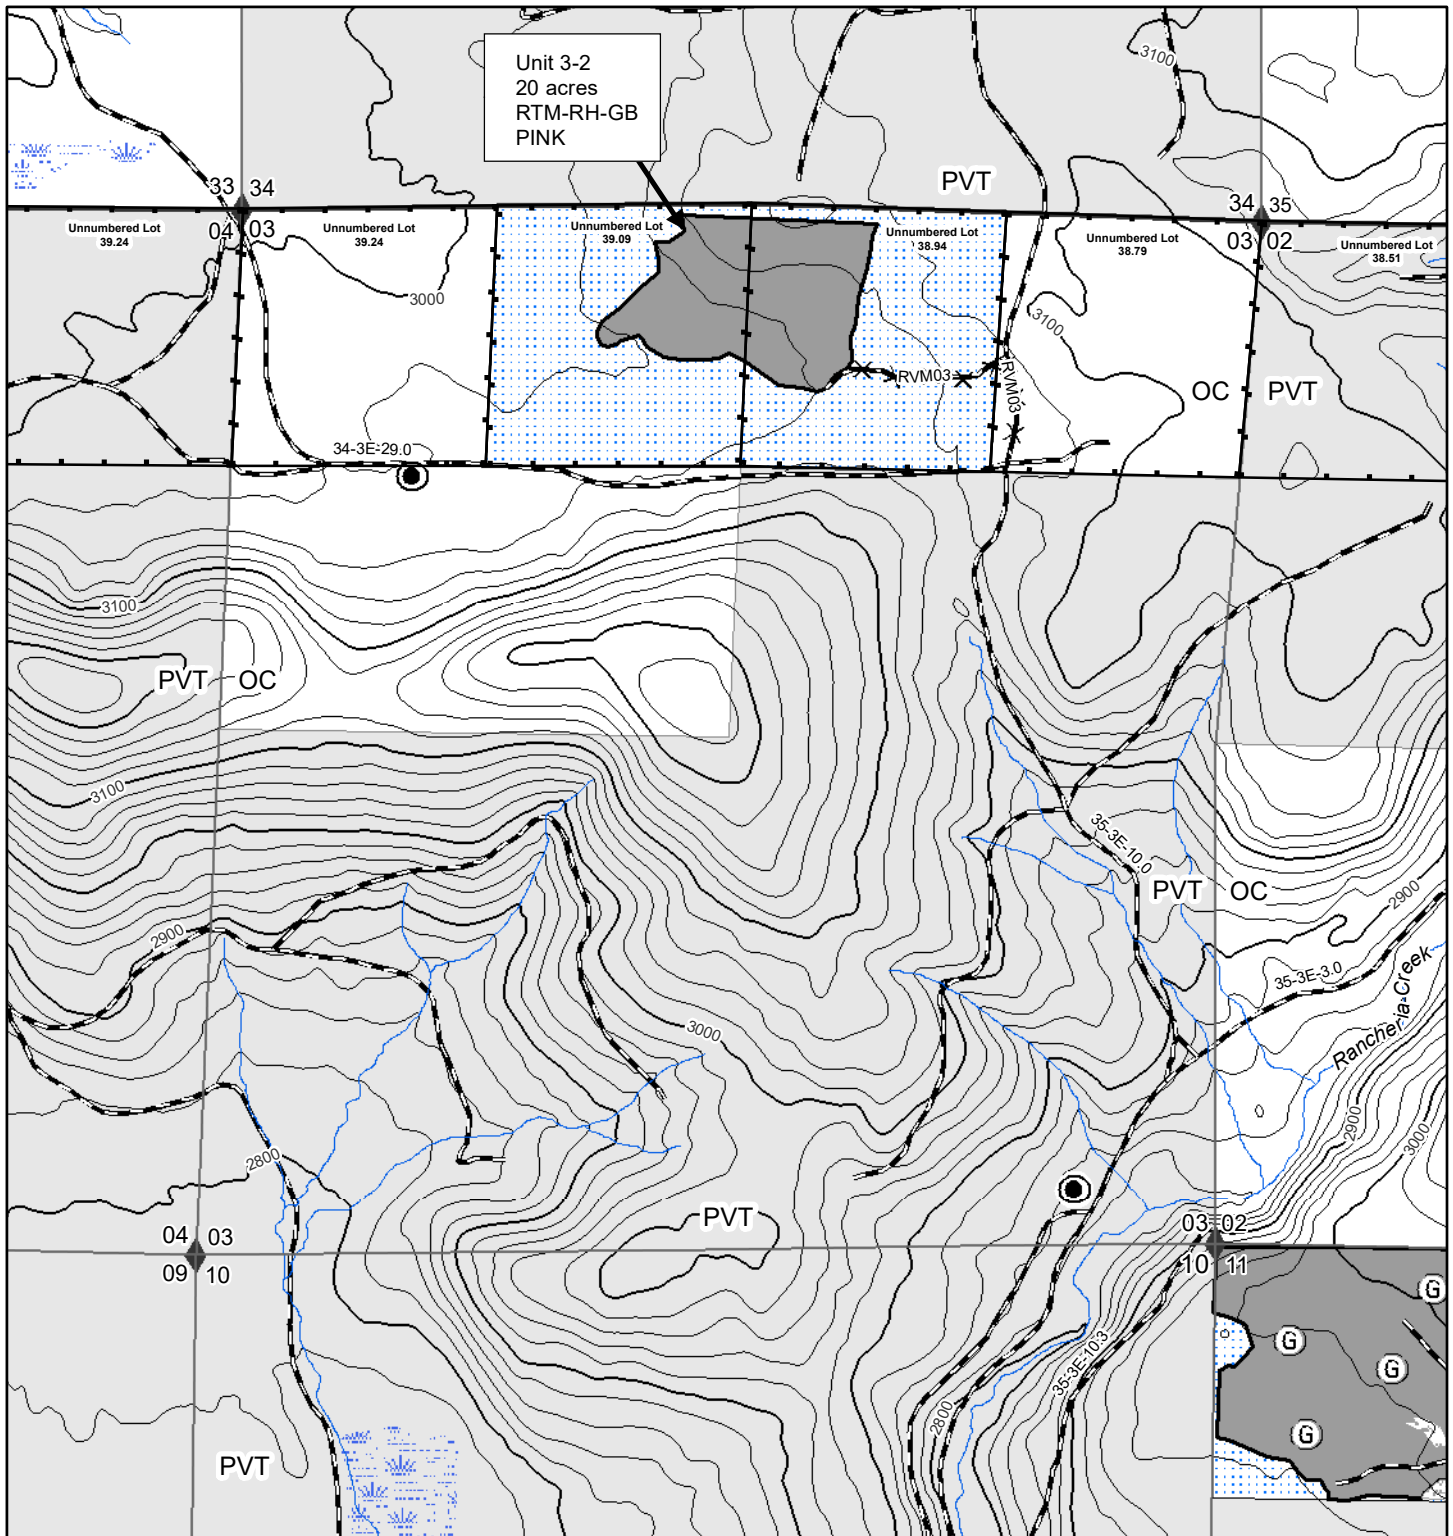 Unit 3-2
20 acres
RTM-RH-GB
PINK
3100
PVT
33 34
04 03
34 35
03 02
Unnumbered Lot
39.24
Unnumbered Lot
39.24
Unnumbered Lot
39.09
Unnumbered Lot
38.94
Unnumbered Lot
38.79
Unnumbered Lot
38.51
3000
3100
RVM03
RVM03
OC
PVT
34-3E-29.0
3100
PVT
OC
3100
35-3E-10.0
PVT
OC
2900
2900
35-3E-3.0
Rancheria Creek
3000
2900
3000
2800
PVT
04 03
09 10
03 02
10 11
G
G
G
G
35-3E-10.3
2800
PVT